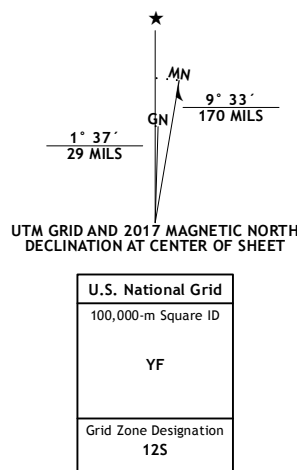 ★
MN
GN
9° 33´
170 MILS
1° 37´
29 MILS
UTM GRID AND 2017 MAGNETIC NORTH
DECLINATION AT CENTER OF SHEET
U.S. National Grid
100,000-m Square ID
YF
Grid Zone Designation
12S